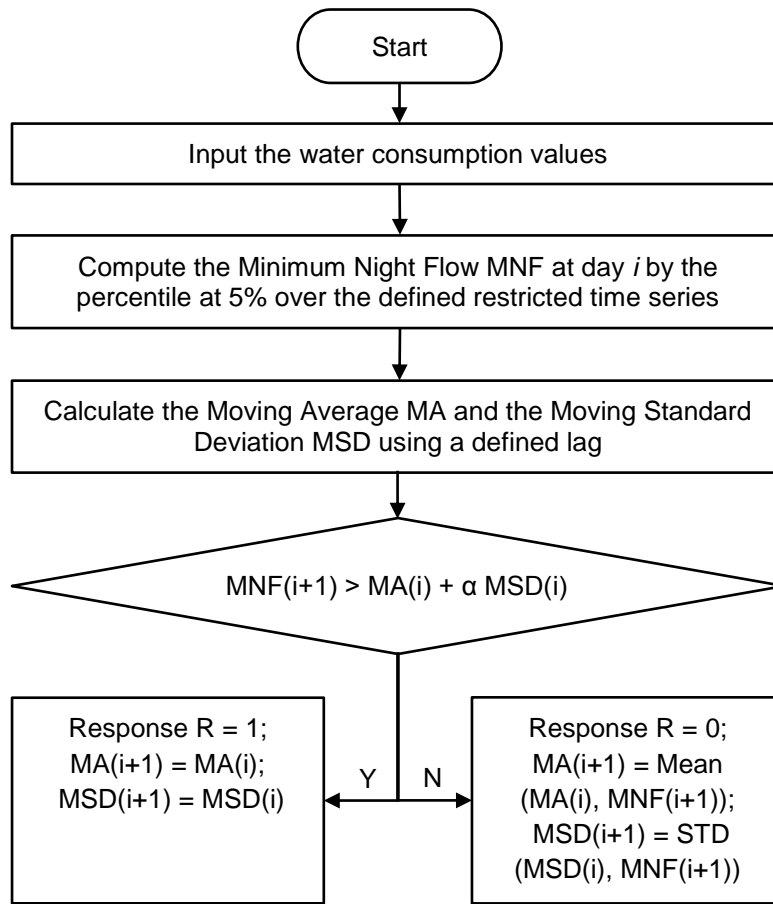 Start
Input the water consumption values
Compute the Minimum Night Flow MNF at day i by the
percentile at 5% over the defined restricted time series
Calculate the Moving Average MA and the Moving Standard
Deviation MSD using a defined lag
MNF(i+1) > MA(i) + α MSD(i)
Response R = 1;
MA(i+1) = MA(i);
MSD(i+1) = MSD(i)
Y
N
Response R = 0;
MA(i+1) = Mean
(MA(i), MNF(i+1));
MSD(i+1) = STD
(MSD(i), MNF(i+1))